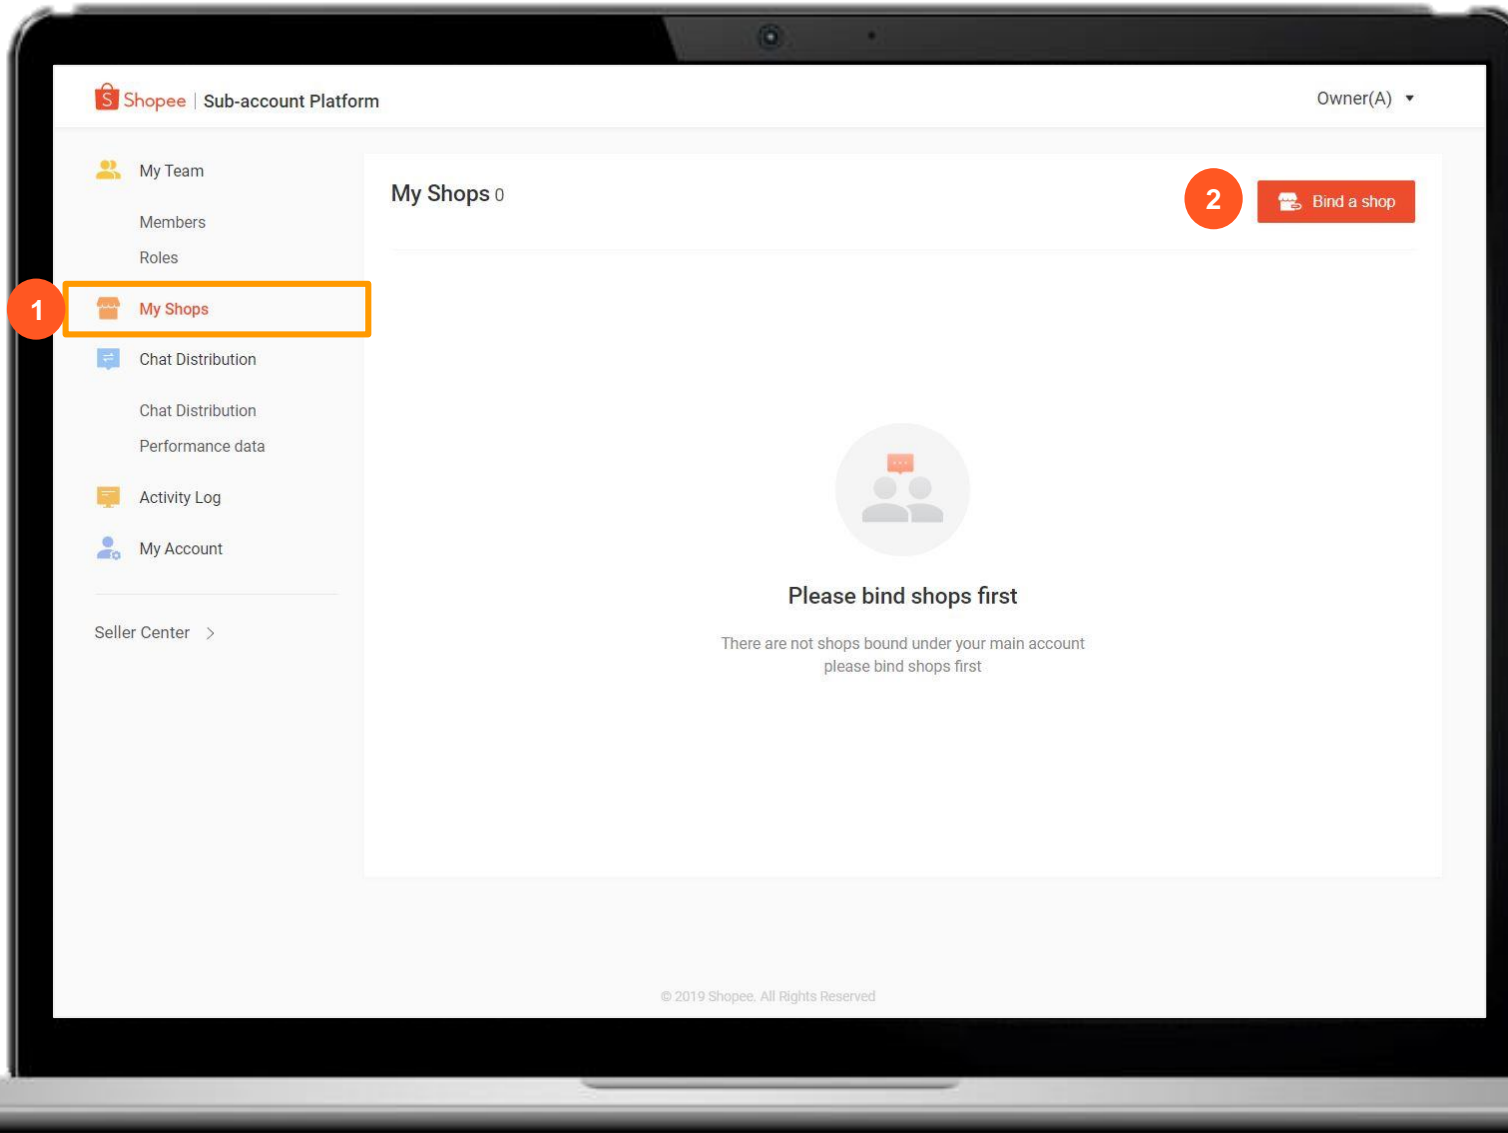 Shopee | Sub-account Platform
Owner(A)
My Team
Members
Roles
1
My Shops
Chat Distribution
Chat Distribution
Performance data
Activity Log
My Account
Seller Center >
My Shops 0
2
Bind a shop
Please bind shops first
There are not shops bound under your main account
please bind shops first
© 2019 Shopee. All Rights Reserved